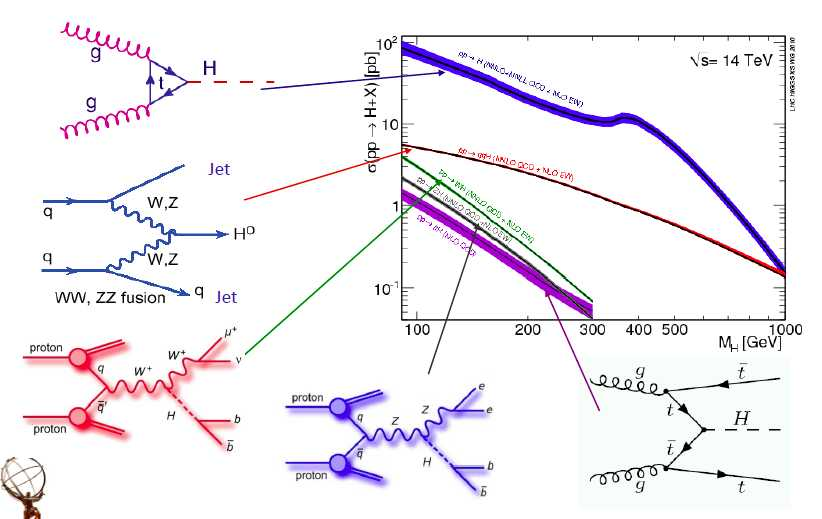 g
t
H
g
Jet
q
W,Z
H⁰
q
W,Z
q
WW, ZZ fusion
Jet
proton
q
W⁺
W⁺
μ⁺
ν
q̄'
proton
H
b
b̄
proton
q
Z
Z
e
e
q̄
proton
H
b
b̄
g
t̄
t
H
t̄
g
t
σ(pp → H+X) [pb]
10²
10
1
10⁻¹
√s= 14 TeV
LHC HIGGS XS WG 2010
pp → H (NNLO+NNLL QCD + NLO EW)
pp → qqH (NNLO QCD + NLO EW)
pp → WH (NNLO QCD + NLO EW)
pp → ZH (NNLO QCD +NLO EW)
pp → ttH (NLO QCD)
100
200
300
400
500
1000
M_H [GeV]